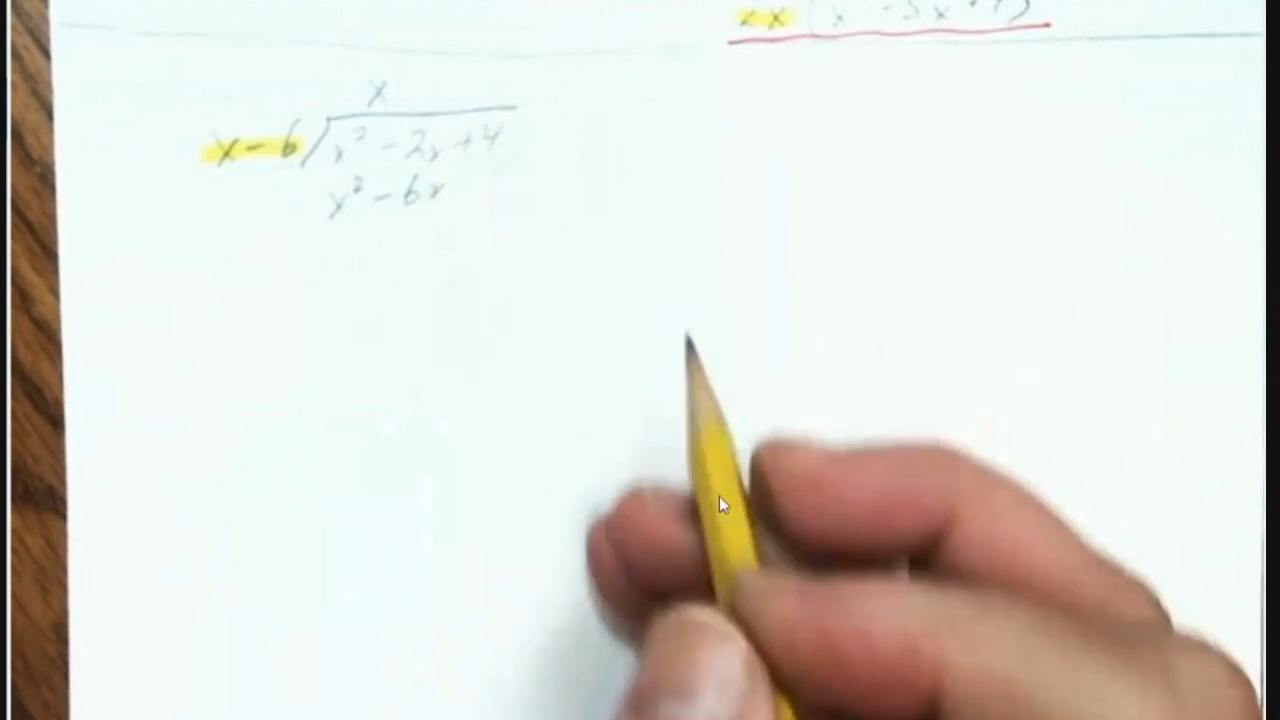 x
x - 6 x² - 2x + 4
x² - 6x